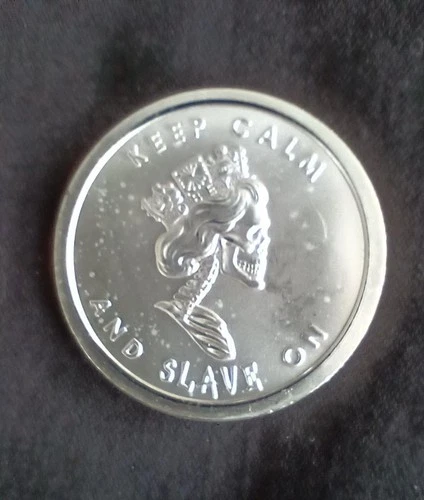 KEEP CALM
AND SLAVE ON